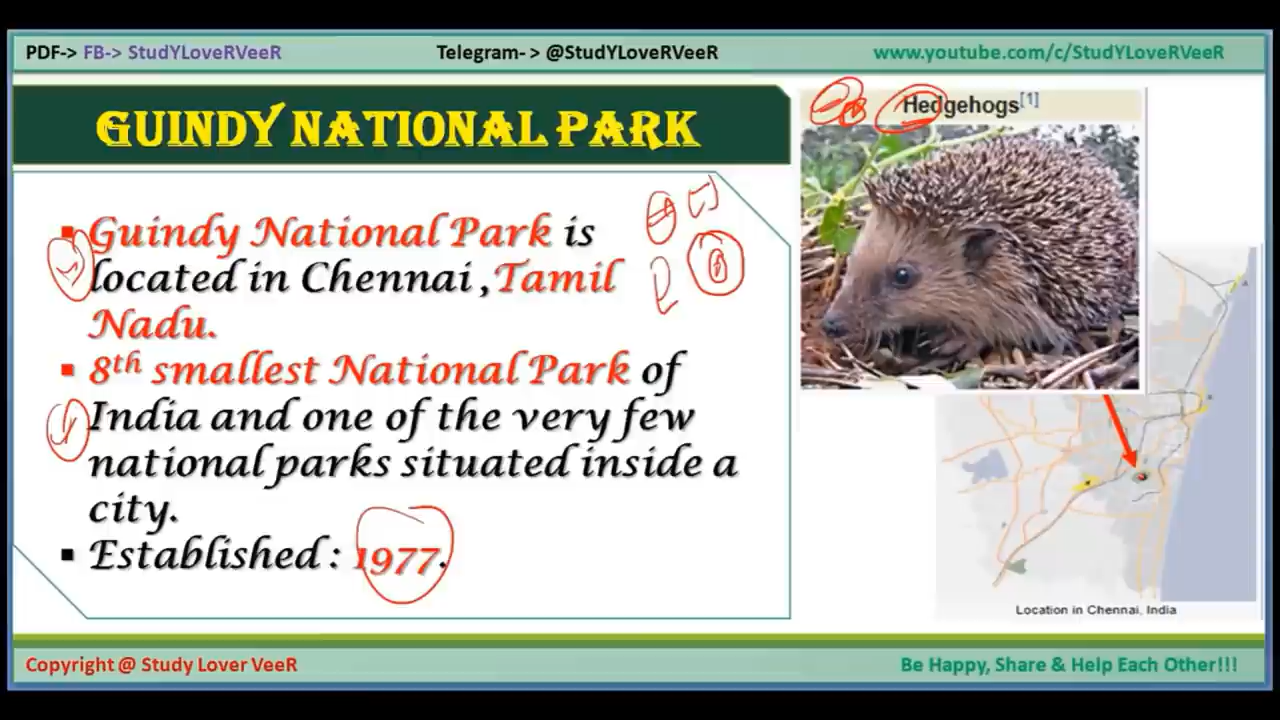 PDF-> FB-> StudYLoveRVeeR
Telegram- > @StudYLoveRVeeR
www.youtube.com/c/StudYLoveRVeeR
GUINDY NATIONAL PARK
Hedgehogs[1]
▪ Guindy National Park is
located in Chennai ,Tamil
Nadu.
▪ 8th smallest National Park of
India and one of the very few
national parks situated inside a
city.
▪ Established : 1977.
Location in Chennai, India
Copyright @ Study Lover VeeR
Be Happy, Share & Help Each Other!!!